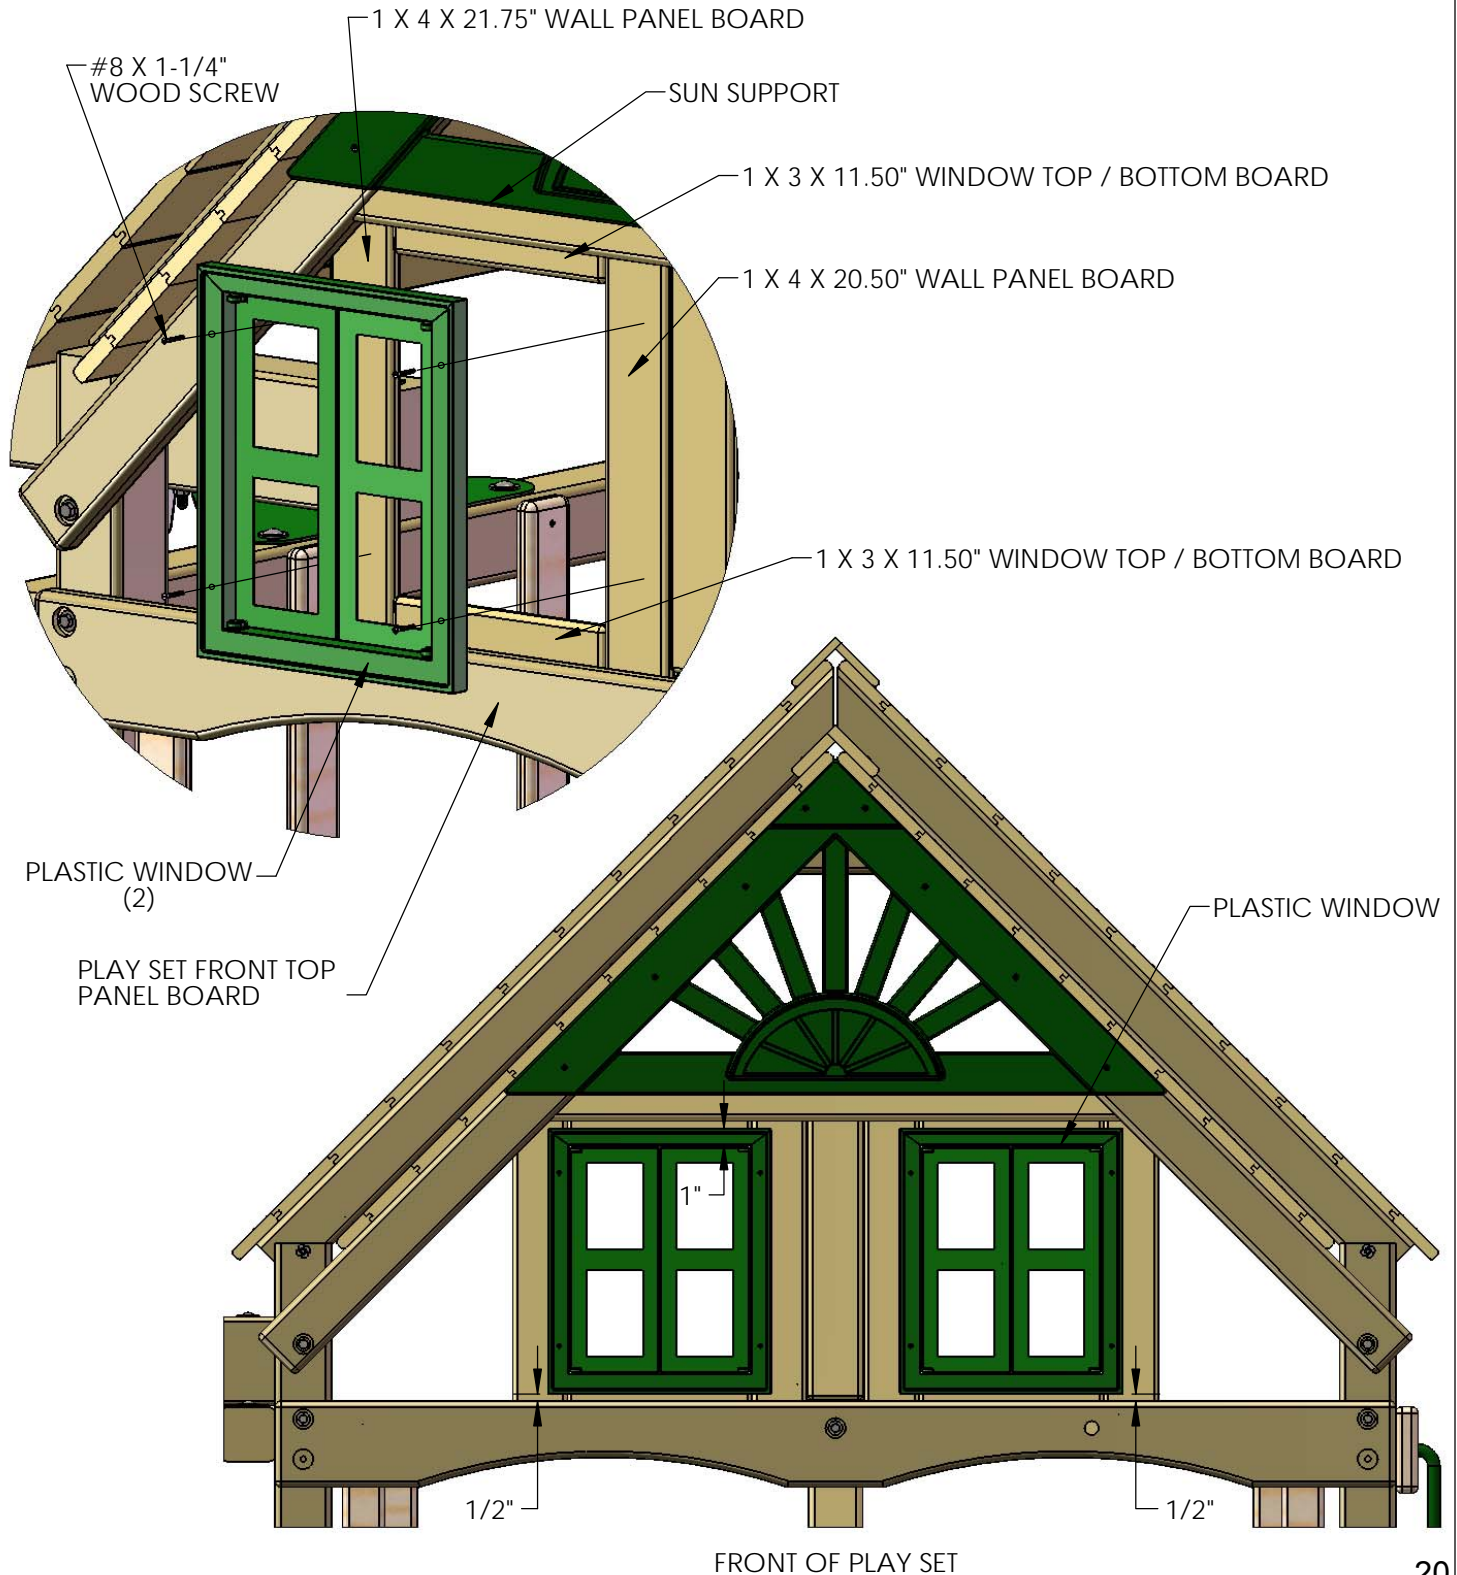 1 X 4 X 21.75" WALL PANEL BOARD
#8 X 1-1/4"
WOOD SCREW
SUN SUPPORT
1 X 3 X 11.50" WINDOW TOP / BOTTOM BOARD
1 X 4 X 20.50" WALL PANEL BOARD
1 X 3 X 11.50" WINDOW TOP / BOTTOM BOARD
PLASTIC WINDOW
(2)
PLASTIC WINDOW
PLAY SET FRONT TOP
PANEL BOARD
1"
1/2"
1/2"
FRONT OF PLAY SET
20